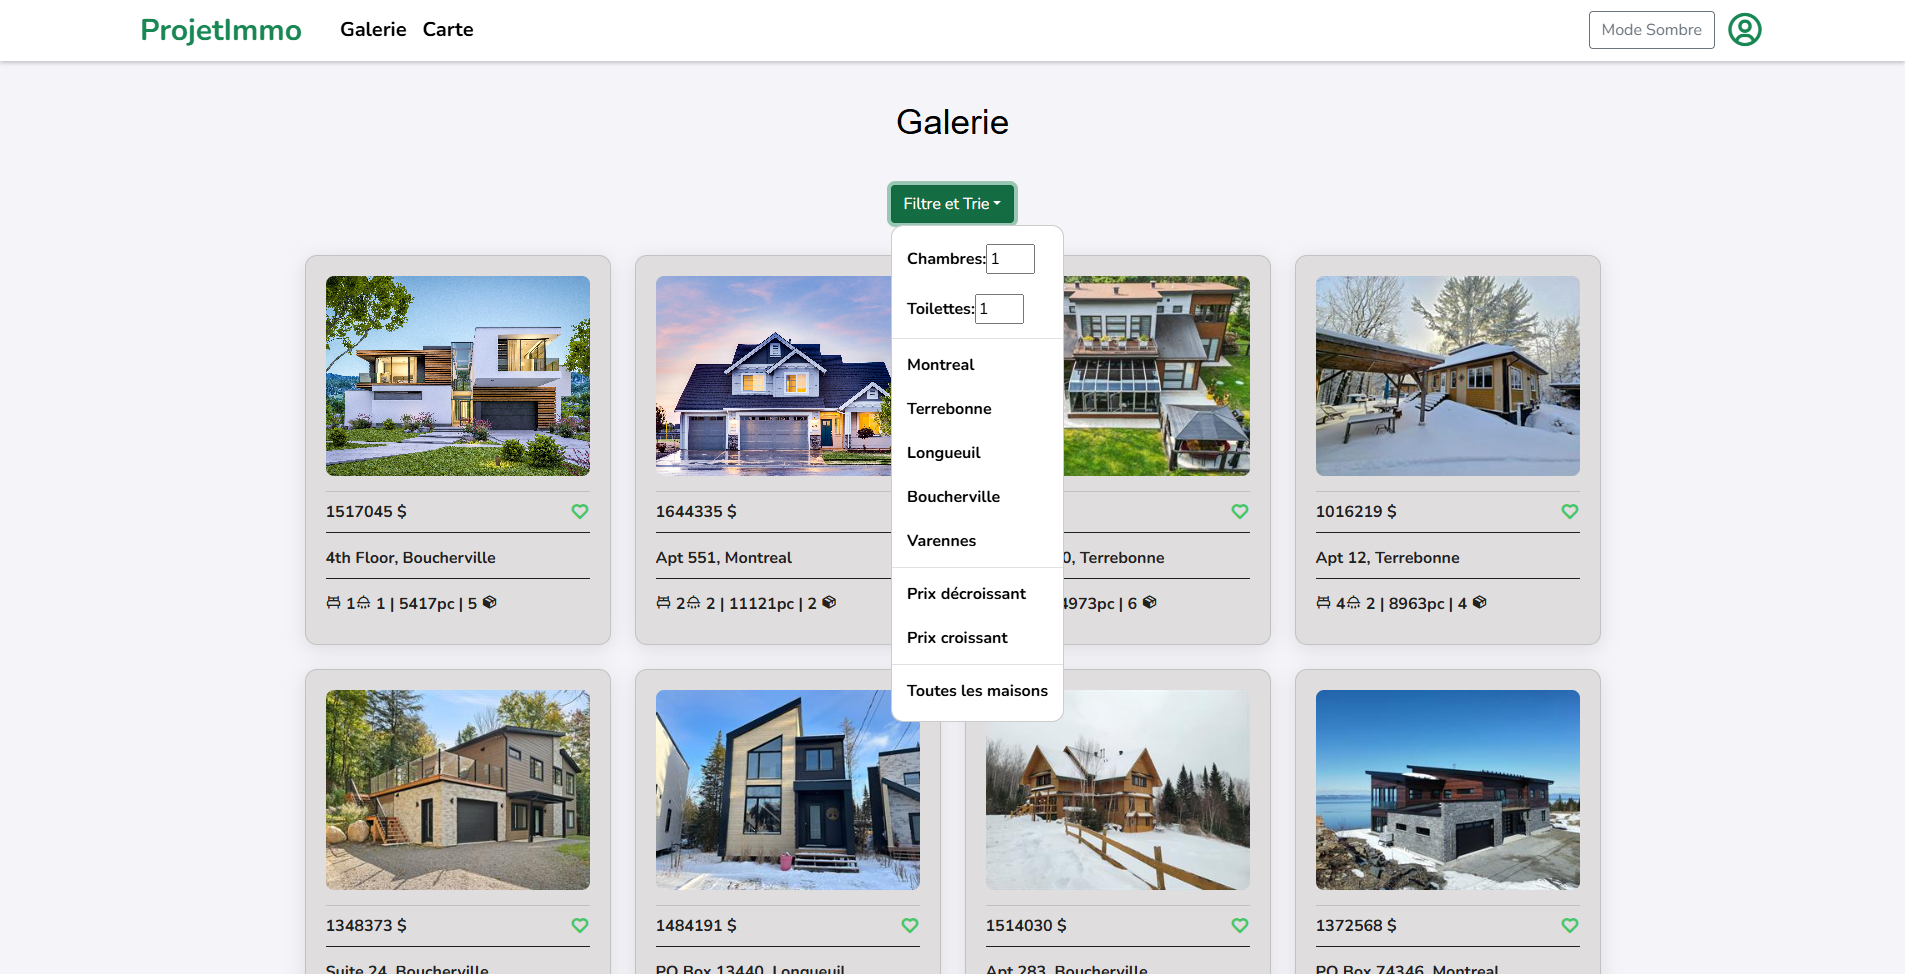 ProjetImmo
Galerie
Carte
Mode Sombre
Galerie
Filtre et Trie
Chambres: 1
Toilettes: 1
Montreal
Terrebonne
Longueuil
Boucherville
Varennes
Prix décroissant
Prix croissant
Toutes les maisons
1517045 $
4th Floor, Boucherville
1 1 | 5417pc | 5
1644335 $
Apt 551, Montreal
2 2 | 11121pc | 2
0, Terrebonne
4973pc | 6
1016219 $
Apt 12, Terrebonne
4 2 | 8963pc | 4
1348373 $
Suite 24, Boucherville
1484191 $
PO Box 13440, Longueuil
1514030 $
Apt 283, Boucherville
1372568 $
PO Box 74346, Montreal